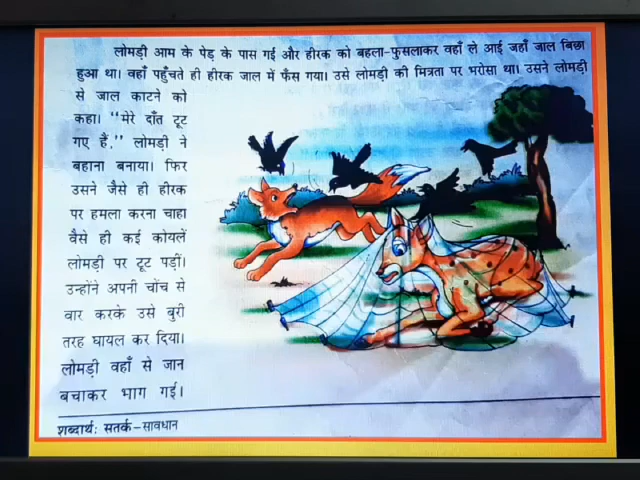 लोमड़ी आम के पेड़ के पास गई और हीरक को बहला-फुसलाकर वहाँ ले आई जहाँ जाल बिछा
हुआ था। वहाँ पहुँचते ही हीरक जाल में फँस गया। उसे लोमड़ी की मित्रता पर भरोसा था। उसने लोमड़ी
से जाल काटने को
कहा। "मेरे दाँत टूट
गए हैं," लोमड़ी ने
बहाना बनाया। फिर
उसने जैसे ही हीरक
पर हमला करना चाहा
वैसे ही कई कोयलें
लोमड़ी पर टूट पड़ीं।
उन्होंने अपनी चोंच से
वार करके उसे बुरी
तरह घायल कर दिया।
लोमड़ी वहाँ से जान
बचाकर भाग गई।
शब्दार्थ: सतर्क–सावधान